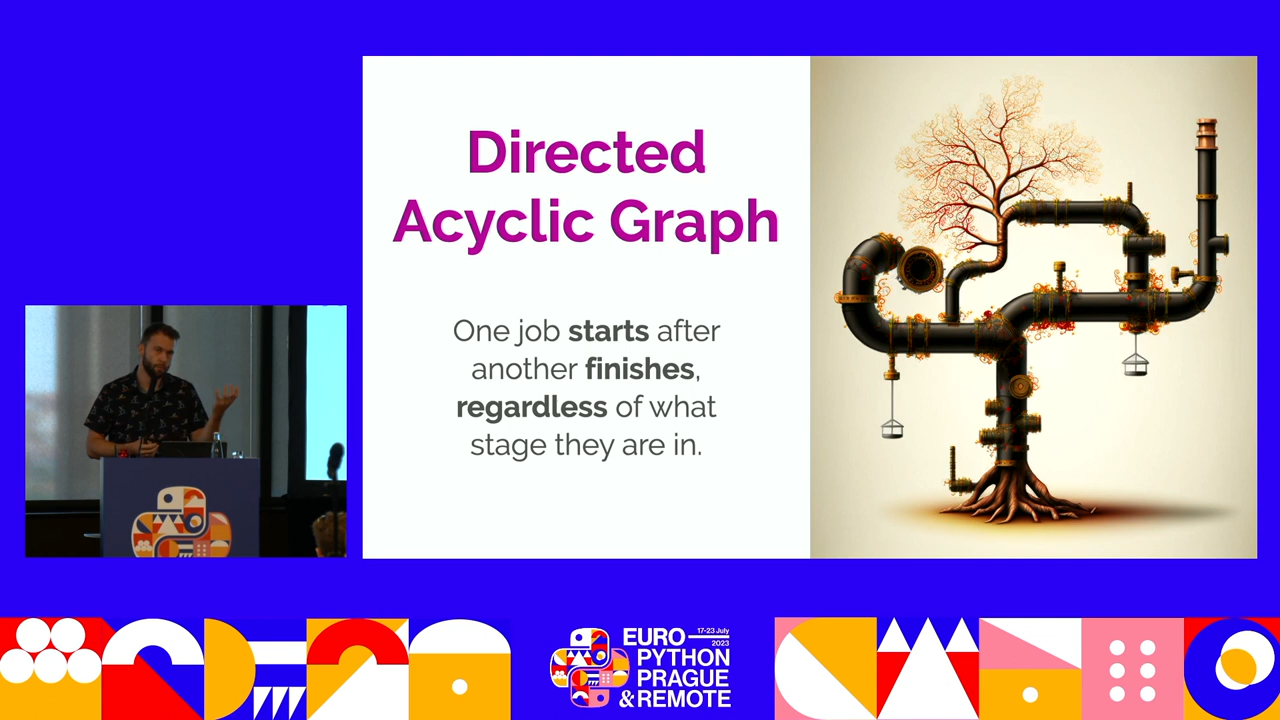 Directed
Acyclic Graph
One job starts after
another finishes,
regardless of what
stage they are in.
EURO
17-23 July
2023
PYTHON
PRAGUE
& REMOTE